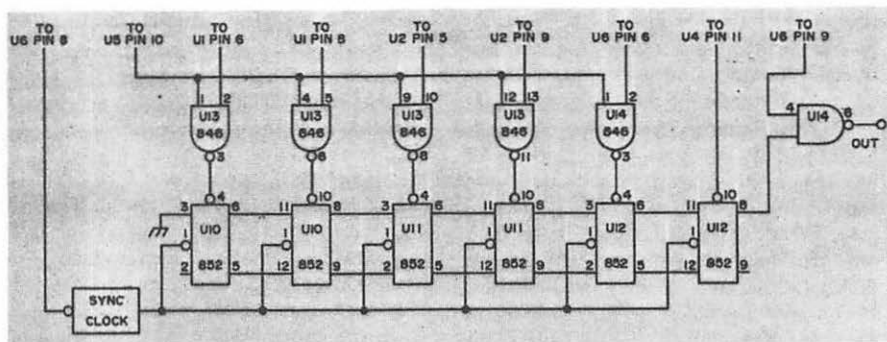 TO U6 PIN 8
TO U5 PIN 10
TO U1 PIN 6
TO U1 PIN 8
TO U2 PIN 5
TO U2 PIN 9
TO U6 PIN 6
TO U4 PIN 11
TO U6 PIN 9
1 2 4 5 9 10 12 13 1 2 4
U13 846 U13 846 U13 846 U13 846 U14 846 U14 6
3 6 8 11 3 OUT
4 10 4 10 4 10
3 6 11 8 3 6 11 8 3 6 11 8
U10 U10 U11 U11 U12 U12
1 1 1 1 1 1
852 852 852 852 852 852
2 5 12 9 2 5 12 9 2 5 12 9
SYNC
CLOCK